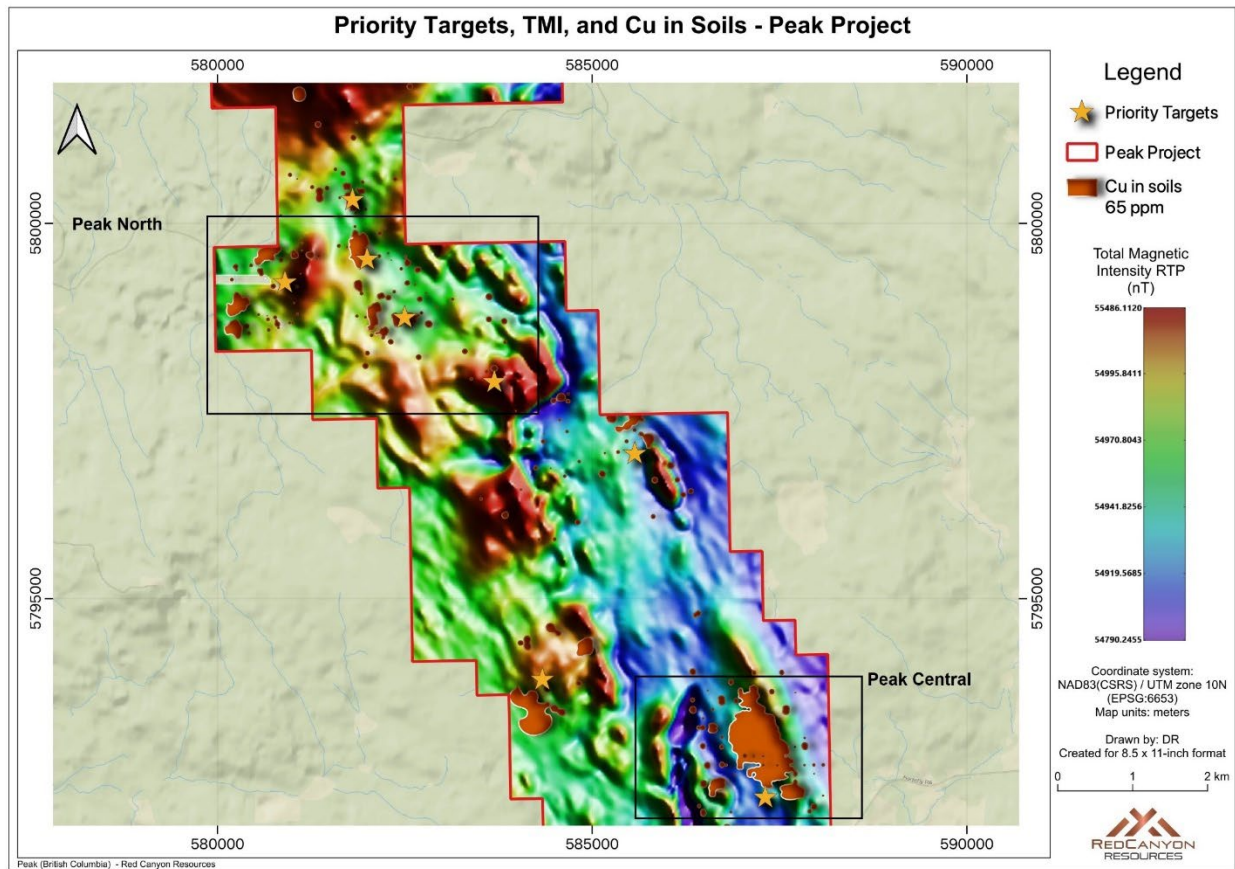 Priority Targets, TMI, and Cu in Soils - Peak Project
580000
585000
590000
5800000
5800000
5795000
5795000
Peak North
Peak Central
580000
585000
590000
Legend
Priority Targets
Peak Project
Cu in soils
65 ppm
Total Magnetic
Intensity RTP
(nT)
55486.1120
54995.8411
54970.8043
54941.8256
54919.5685
54790.2455
Coordinate system:
NAD83(CSRS) / UTM zone 10N
(EPSG:6653)
Map units: meters
Drawn by: DR
Created for 8.5 x 11-inch format
0 1 2 km
REDCANYON
RESOURCES
Peak (British Columbia) - Red Canyon Resources